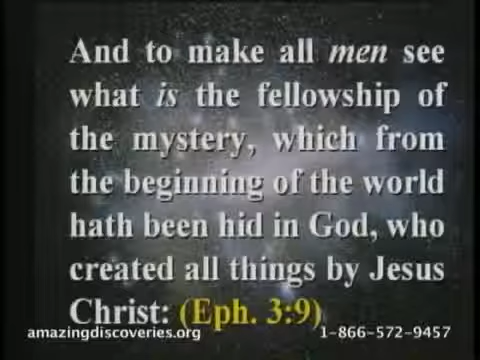 And to make all men see
what is the fellowship of
the mystery, which from
the beginning of the world
hath been hid in God, who
created all things by Jesus
Christ: (Eph. 3:9)
amazingdiscoveries.org 1-866-572-9457